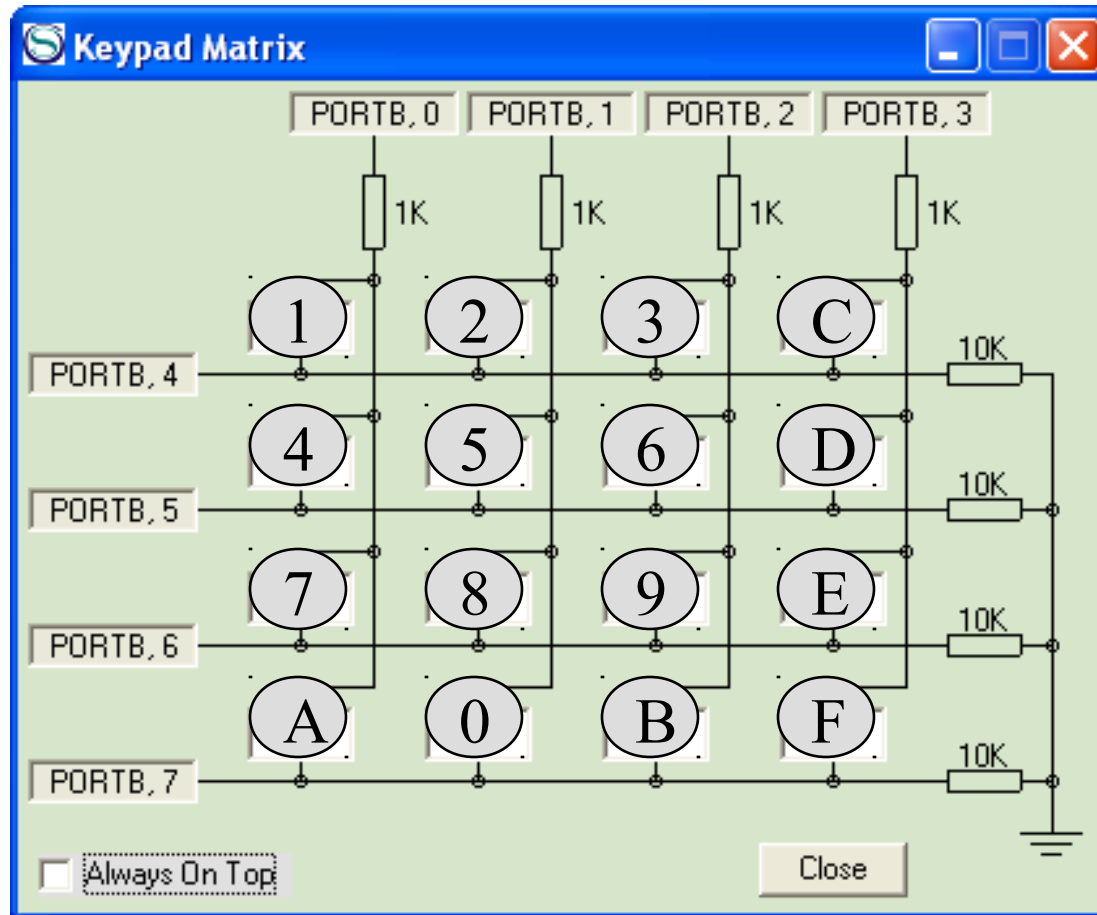 Keypad Matrix
PORTB, 0 PORTB, 1 PORTB, 2 PORTB, 3
1K 1K 1K 1K
1 2 3 C
10K
PORTB, 4
4 5 6 D
10K
PORTB, 5
7 8 9 E
10K
PORTB, 6
A 0 B F
10K
PORTB, 7
Always On Top Close